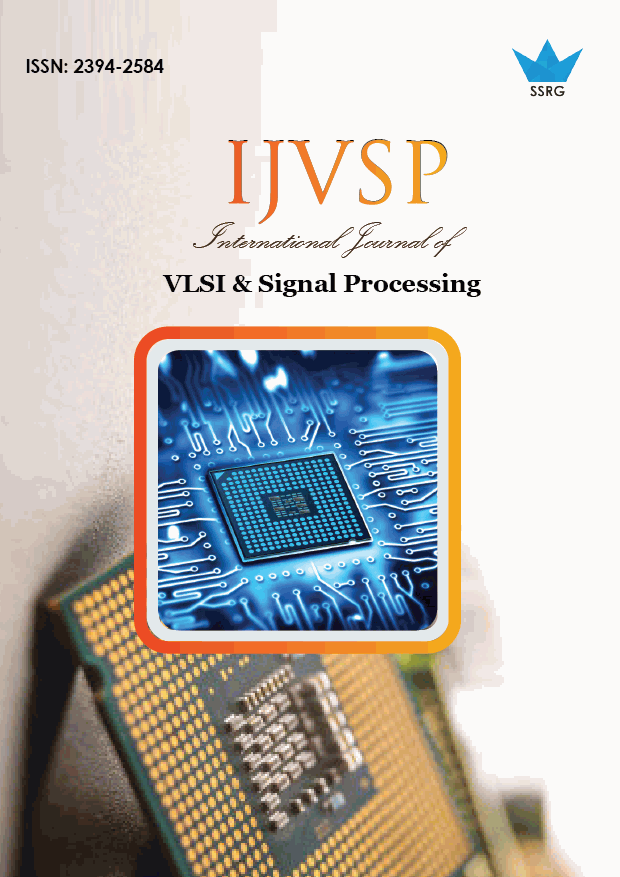 ISSN: 2394-2584
SSRG
IJVSP
International Journal of
VLSI & Signal Processing